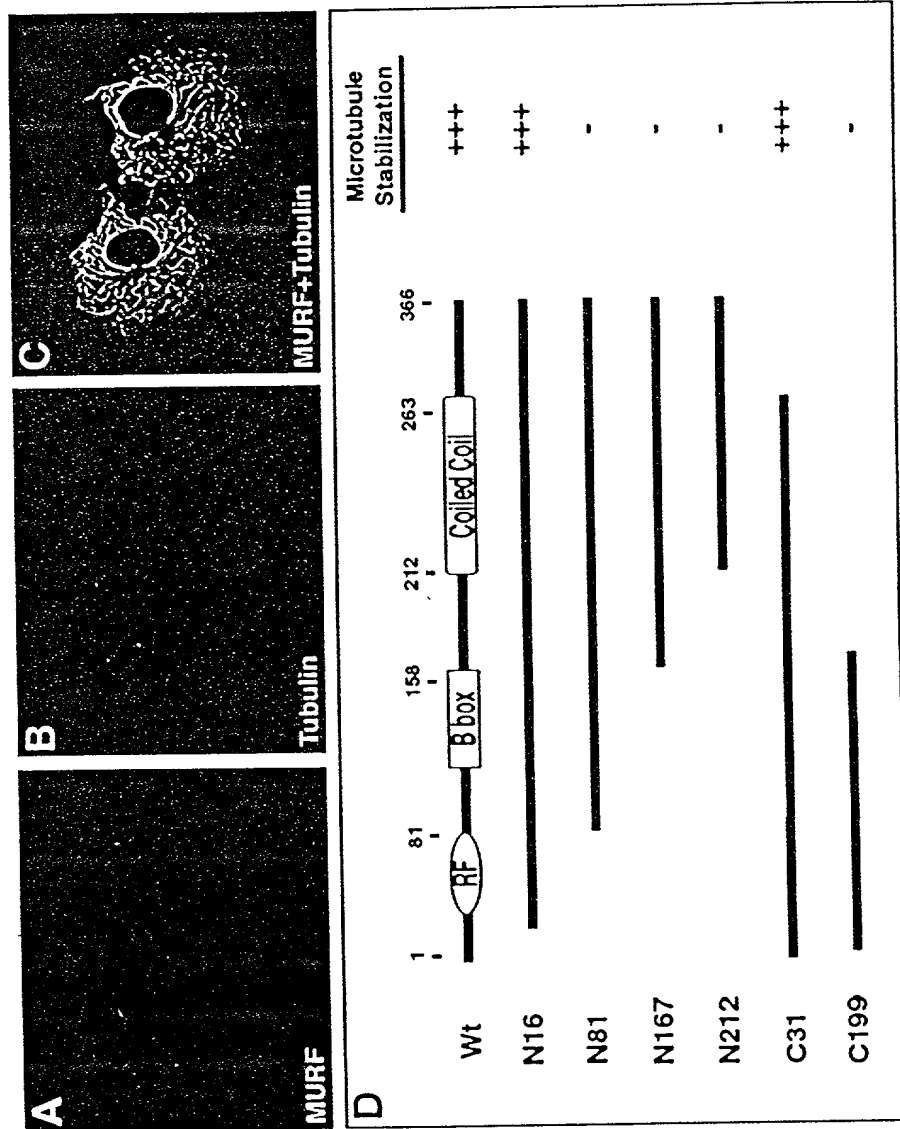 A
MURF
B
Tubulin
C
MURF+Tubulin
D
Microtubule
Stabilization
1 81 158 212 263 366
Wt RF B box Coiled Coil +++
N16 +++
N81 -
N167 -
N212 -
C31 +++
C199 -